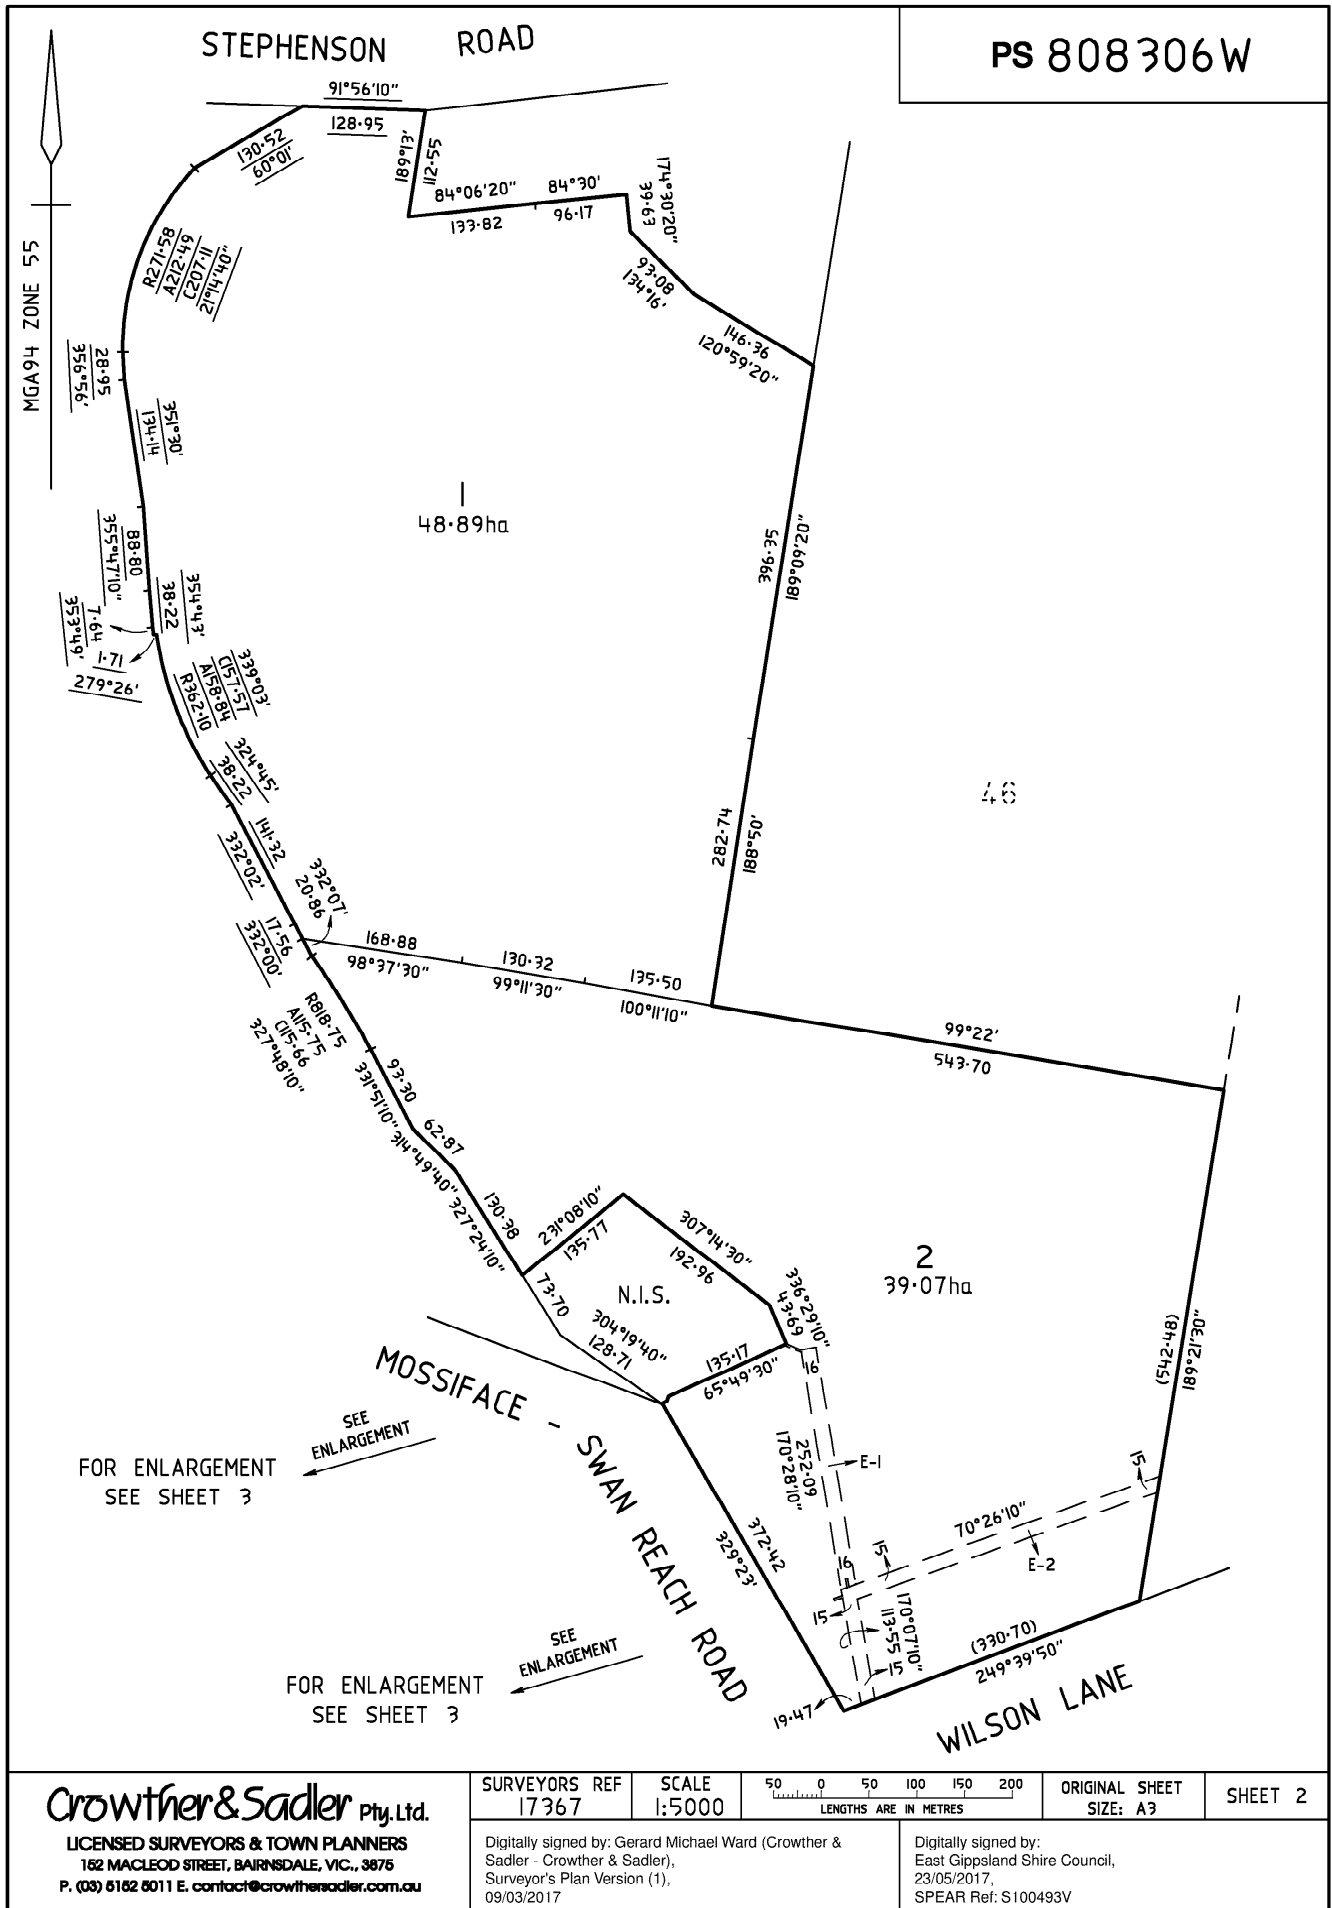 STEPHENSON ROAD
PS 808306W
MGA94 ZONE 55
91°56'10"
128·95
130·52
60°01'
189°13'
112·55
84°06'20"
133·82
84°30'
96·17
174°30'20"
39·63
93·08
134°16'
146·36
120°59'20"
R271·58
A212·49
C207·11
21°14'40"
28·95
356°56'
351°30'
134·14
1
48·89ha
88·80
355°47'10"
354°43'
38·22
7·64
353°49'
1·71
279°26'
339°03'
C157·57
A158·84
R362·10
324°45'
38·22
396·35
189°09'20"
46
282·74
188°50'
141·32
332°02'
332°07'
20·86
17·56
332°00'
168·88
98°37'30"
130·32
99°11'30"
135·50
100°11'10"
99°22'
543·70
R818·75
A115·75
C115·66
327°48'10"
93·30
331°51'10"
62·87
314°49'40"
130·38
327°24'10"
231°08'10"
135·77
307°14'30"
192·96
2
39·07ha
N.I.S.
73·70
304°19'40"
128·71
336°29'10"
43·69
135·17
65°49'30"
16
(542·48)
189°21'30"
MOSSIFACE - SWAN REACH ROAD
SEE
ENLARGEMENT
FOR ENLARGEMENT
SEE SHEET 3
252·09
170°28'10"
E-1
15
70°26'10"
E-2
372·42
329°23'
16
15
15
170°07'10"
113·55
15
(330·70)
249°39'50"
19·47
WILSON LANE
SEE
ENLARGEMENT
FOR ENLARGEMENT
SEE SHEET 3
Crowther&Sadler Pty.Ltd.
LICENSED SURVEYORS & TOWN PLANNERS
152 MACLEOD STREET, BAIRNSDALE, VIC., 3875
P. (03) 5152 5011 E. contact@crowthersadler.com.au
SURVEYORS REF
17367
SCALE
1:5000
50 0 50 100 150 200
LENGTHS ARE IN METRES
ORIGINAL SHEET
SIZE: A3
SHEET 2
Digitally signed by: Gerard Michael Ward (Crowther &
Sadler - Crowther & Sadler),
Surveyor's Plan Version (1),
09/03/2017
Digitally signed by:
East Gippsland Shire Council,
23/05/2017,
SPEAR Ref: S100493V